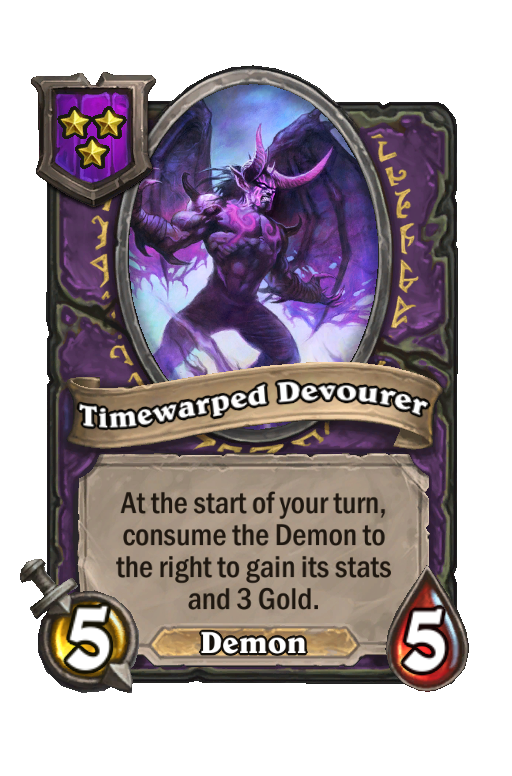 Timewarped Devourer
At the start of your turn,
consume the Demon to
the right to gain its stats
and 3 Gold.
5
Demon
5